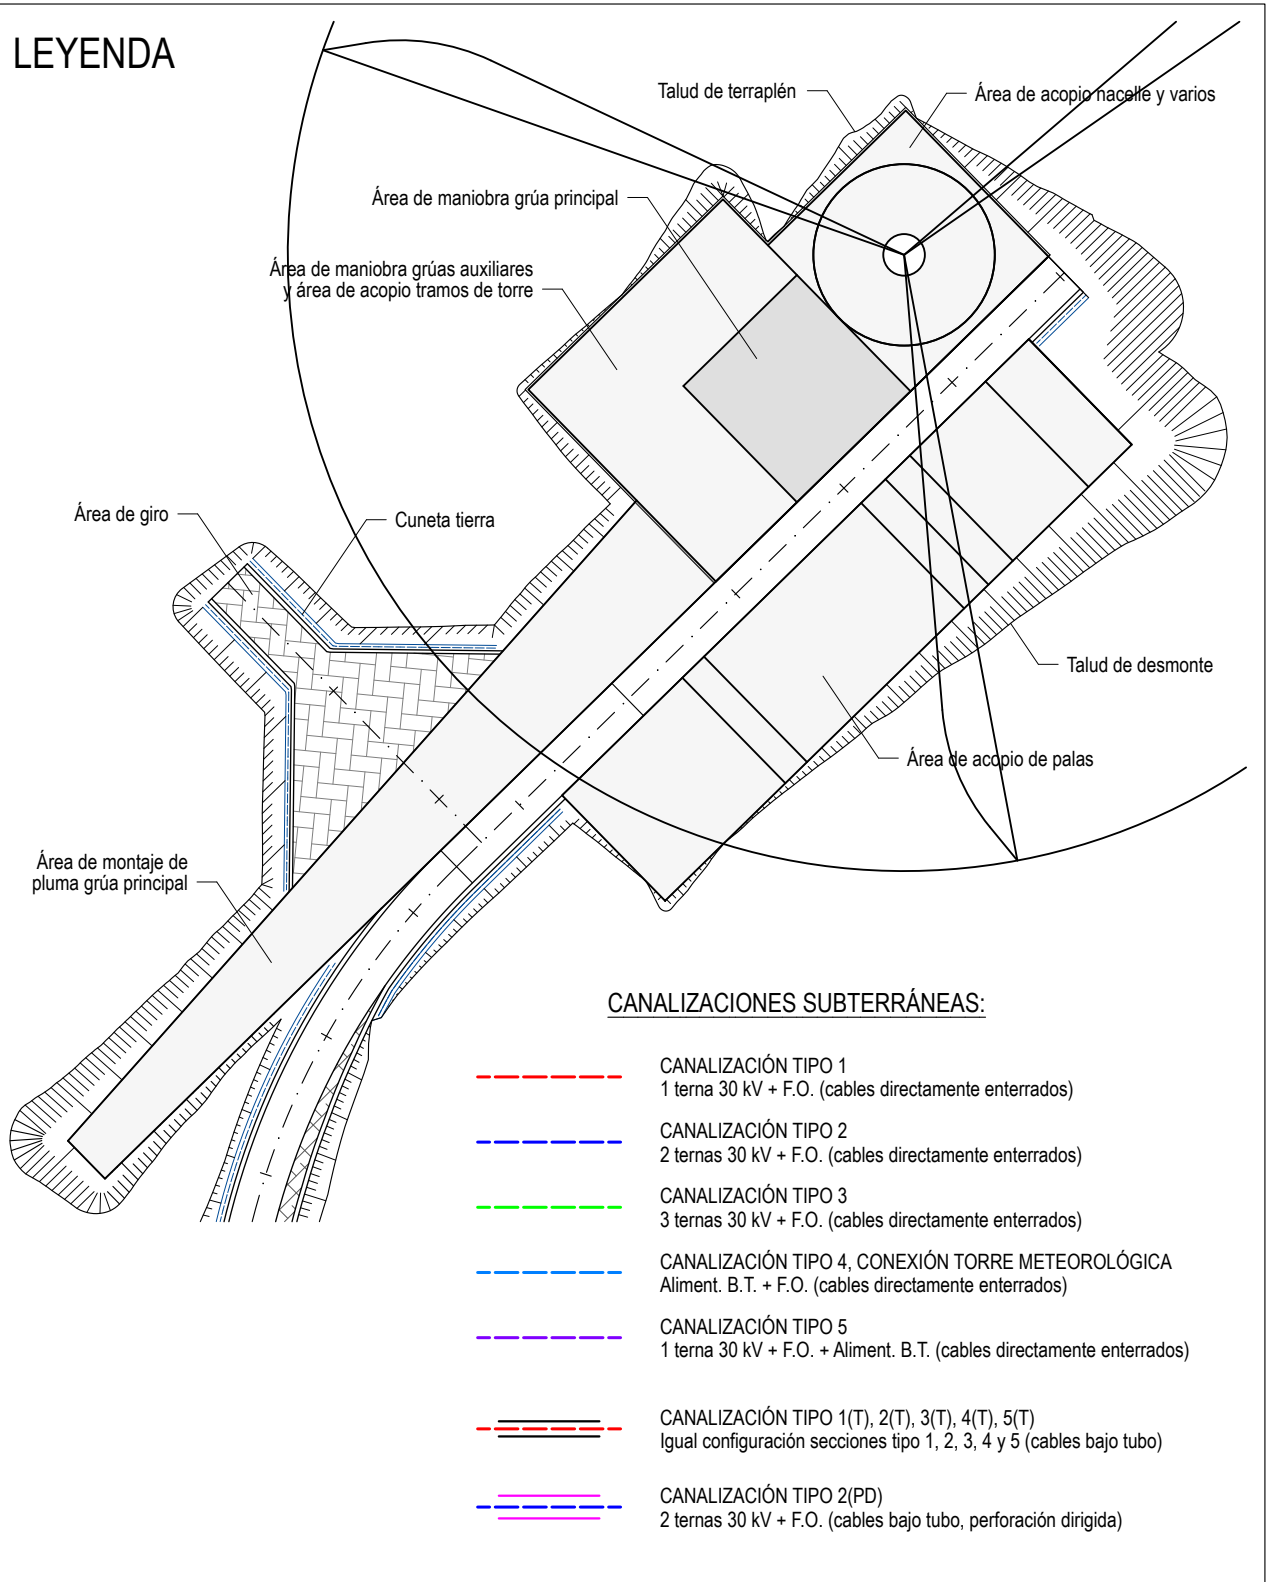 LEYENDA
Talud de terraplén
Área de acopio nacelle y varios
Área de maniobra grúa principal
Área de maniobra grúas auxiliares
y área de acopio tramos de torre
Área de giro
Cuneta tierra
Talud de desmonte
Área de acopio de palas
Área de montaje de
pluma grúa principal
CANALIZACIONES SUBTERRÁNEAS:
CANALIZACIÓN TIPO 1
1 terna 30 kV + F.O. (cables directamente enterrados)
CANALIZACIÓN TIPO 2
2 ternas 30 kV + F.O. (cables directamente enterrados)
CANALIZACIÓN TIPO 3
3 ternas 30 kV + F.O. (cables directamente enterrados)
CANALIZACIÓN TIPO 4, CONEXIÓN TORRE METEOROLÓGICA
Aliment. B.T. + F.O. (cables directamente enterrados)
CANALIZACIÓN TIPO 5
1 terna 30 kV + F.O. + Aliment. B.T. (cables directamente enterrados)
CANALIZACIÓN TIPO 1(T), 2(T), 3(T), 4(T), 5(T)
Igual configuración secciones tipo 1, 2, 3, 4 y 5 (cables bajo tubo)
CANALIZACIÓN TIPO 2(PD)
2 ternas 30 kV + F.O. (cables bajo tubo, perforación dirigida)